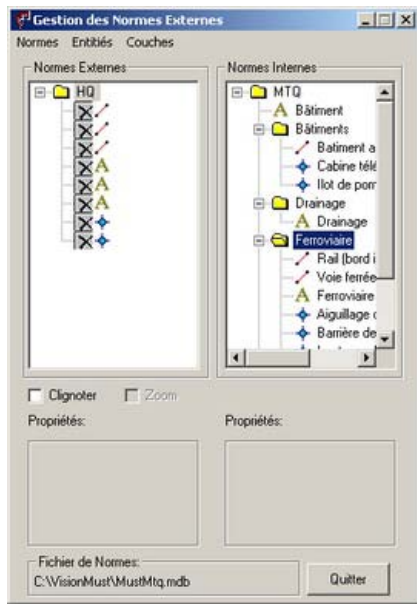 Gestion des Normes Externes
Normes Entitiés Couches
Normes Externes
HQ
A
A
A
Normes Internes
MTQ
A Bâtiment
Bâtiments
Batiment a
Cabine télé
Ilot de pom
Drainage
A Drainage
Ferroviaire
Rail (bord i
Voie ferrée
A Ferroviaire
Aiguillage
Barrière de
Clignoter Zoom
Propriétés: Propriétés:
Fichier de Normes:
C:\VisionMust\MustMtq.mdb
Quitter